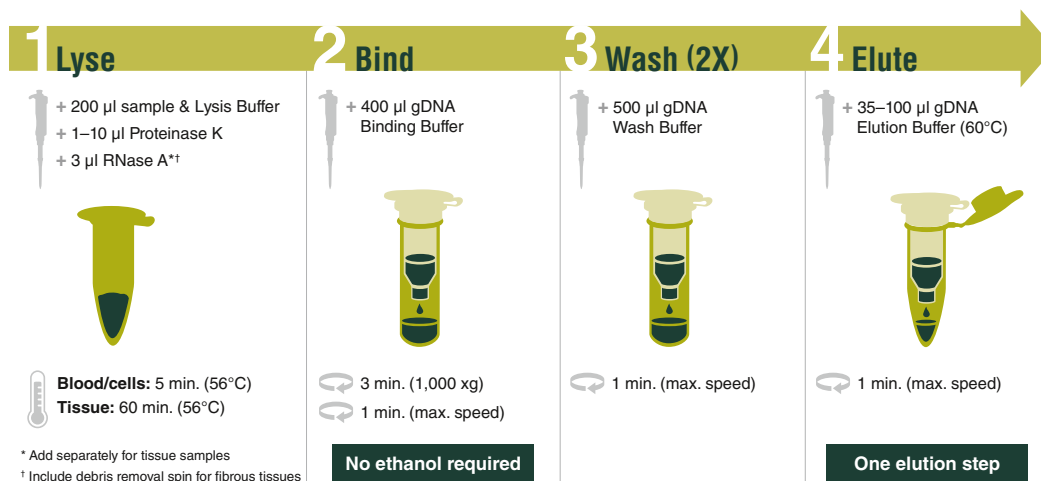 1 Lyse
+ 200 µl sample & Lysis Buffer
+ 1–10 µl Proteinase K
+ 3 µl RNase A*†
Blood/cells: 5 min. (56°C)
Tissue: 60 min. (56°C)
* Add separately for tissue samples
† Include debris removal spin for fibrous tissues
2 Bind
+ 400 µl gDNA
Binding Buffer
3 min. (1,000 xg)
1 min. (max. speed)
No ethanol required
3 Wash (2X)
+ 500 µl gDNA
Wash Buffer
1 min. (max. speed)
4 Elute
+ 35–100 µl gDNA
Elution Buffer (60°C)
1 min. (max. speed)
One elution step